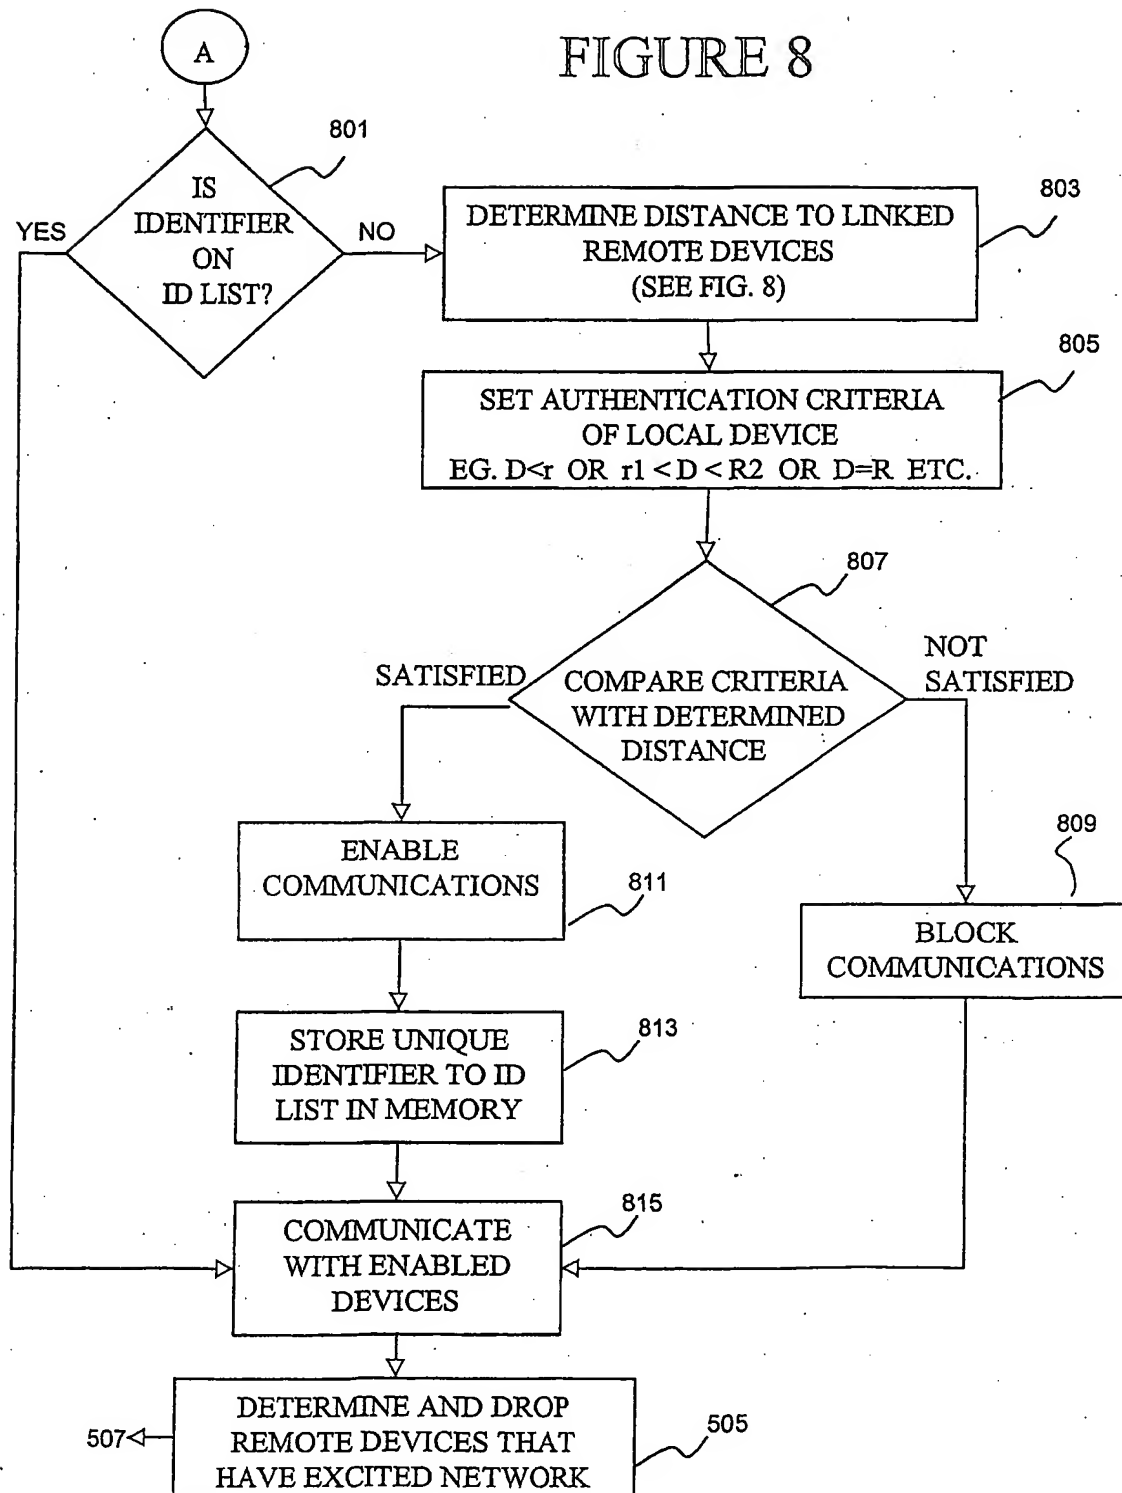 FIGURE 8
A
801
IS
IDENTIFIER
ON
ID LIST?
YES
NO
803
DETERMINE DISTANCE TO LINKED
REMOTE DEVICES
(SEE FIG. 8)
805
SET AUTHENTICATION CRITERIA
OF LOCAL DEVICE
EG. D<r OR r1<D<R2 OR D=R ETC.
807
COMPARE CRITERIA
WITH DETERMINED
DISTANCE
SATISFIED
NOT
SATISFIED
809
BLOCK
COMMUNICATIONS
ENABLE
COMMUNICATIONS
811
STORE UNIQUE
IDENTIFIER TO ID
LIST IN MEMORY
813
COMMUNICATE
WITH ENABLED
DEVICES
815
DETERMINE AND DROP
REMOTE DEVICES THAT
HAVE EXCITED NETWORK
505
507